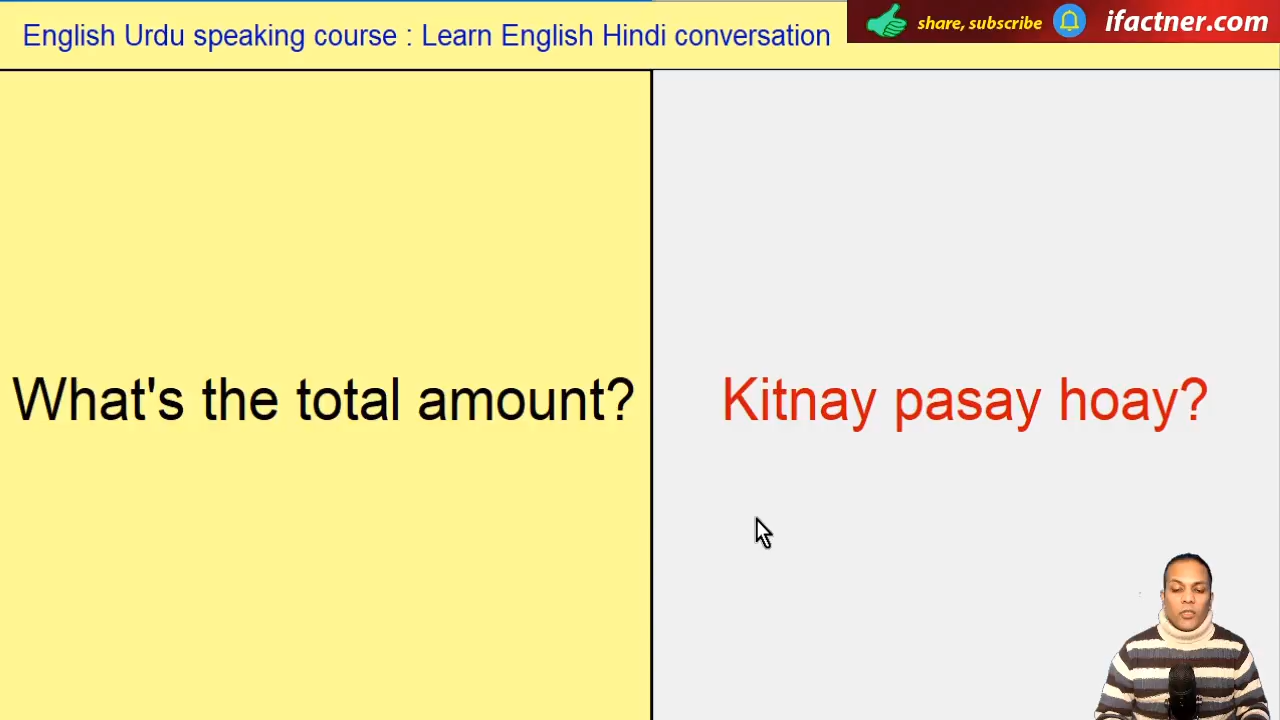 English Urdu speaking course : Learn English Hindi conversation
share, subscribe
ifactner.com
What's the total amount?
Kitnay pasay hoay?